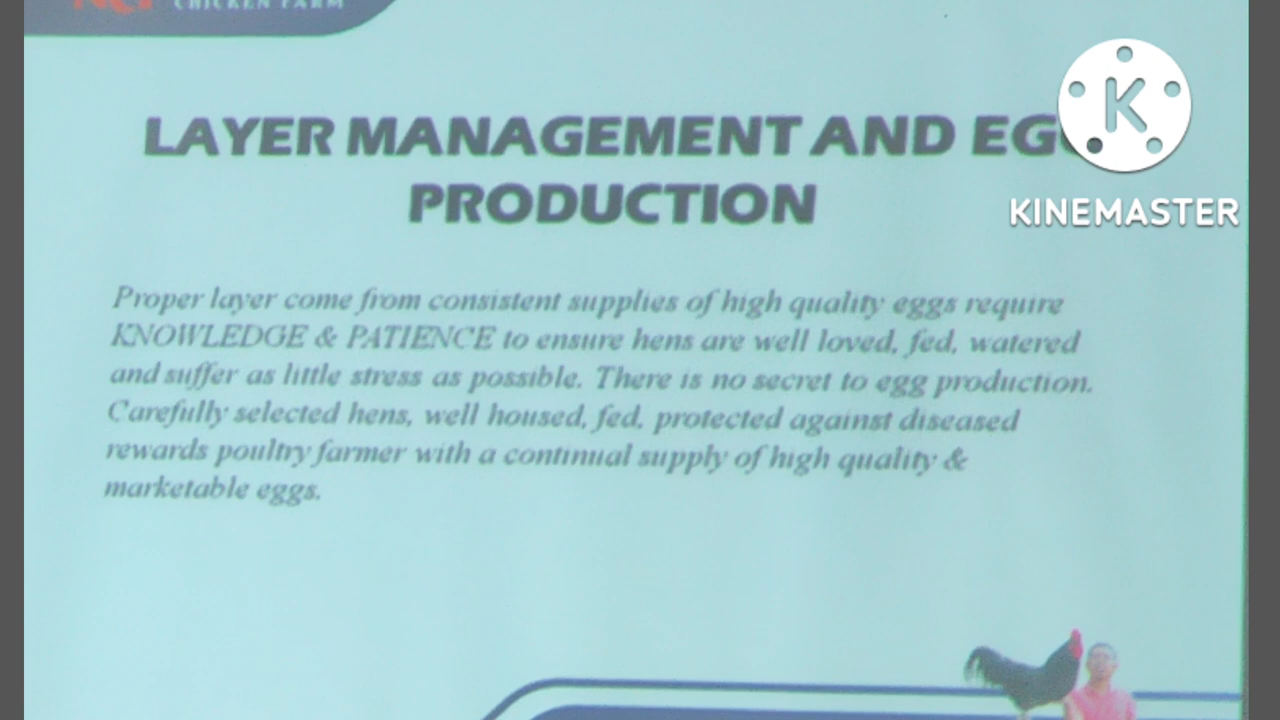 CHICKEN FARM
LAYER MANAGEMENT AND EGG
PRODUCTION
Proper layer come from consistent supplies of high quality eggs require
KNOWLEDGE & PATIENCE to ensure hens are well loved, fed, watered
and suffer as little stress as possible. There is no secret to egg production.
Carefully selected hens, well housed, fed, protected against diseased
rewards poultry farmer with a continual supply of high quality &
marketable eggs.
K
KINEMASTER